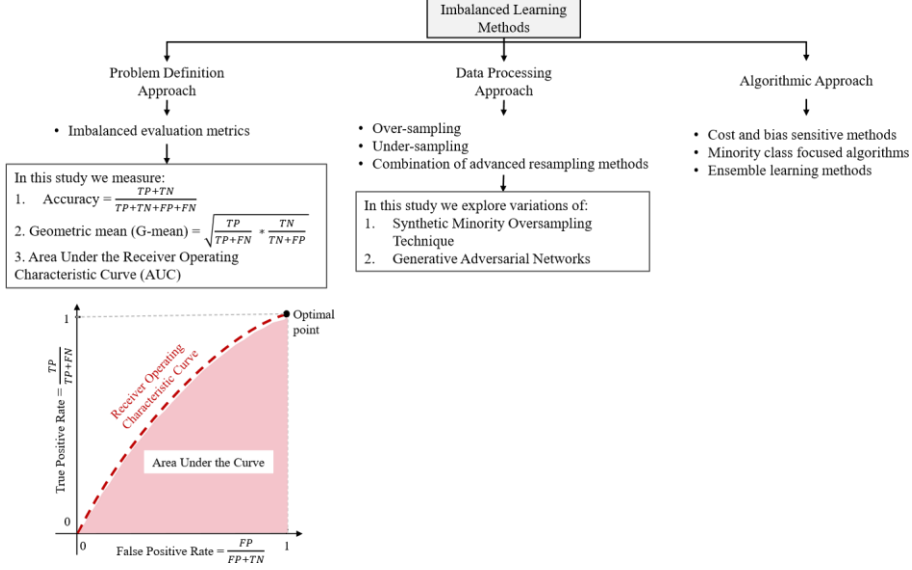 Imbalanced Learning
Methods
Problem Definition
Approach
• Imbalanced evaluation metrics
In this study we measure:
1. Accuracy = TP+TN / TP+TN+FP+FN
2. Geometric mean (G-mean) = √(TP / TP+FN * TN / TN+FP)
3. Area Under the Receiver Operating
Characteristic Curve (AUC)
Data Processing
Approach
• Over-sampling
• Under-sampling
• Combination of advanced resampling methods
In this study we explore variations of:
1. Synthetic Minority Oversampling
Technique
2. Generative Adversarial Networks
Algorithmic Approach
• Cost and bias sensitive methods
• Minority class focused algorithms
• Ensemble learning methods
1
Optimal
point
Receiver Operating
Characteristic Curve
True Positive Rate = TP / TP+FN
Area Under the Curve
0
0
False Positive Rate = FP / FP+TN
1